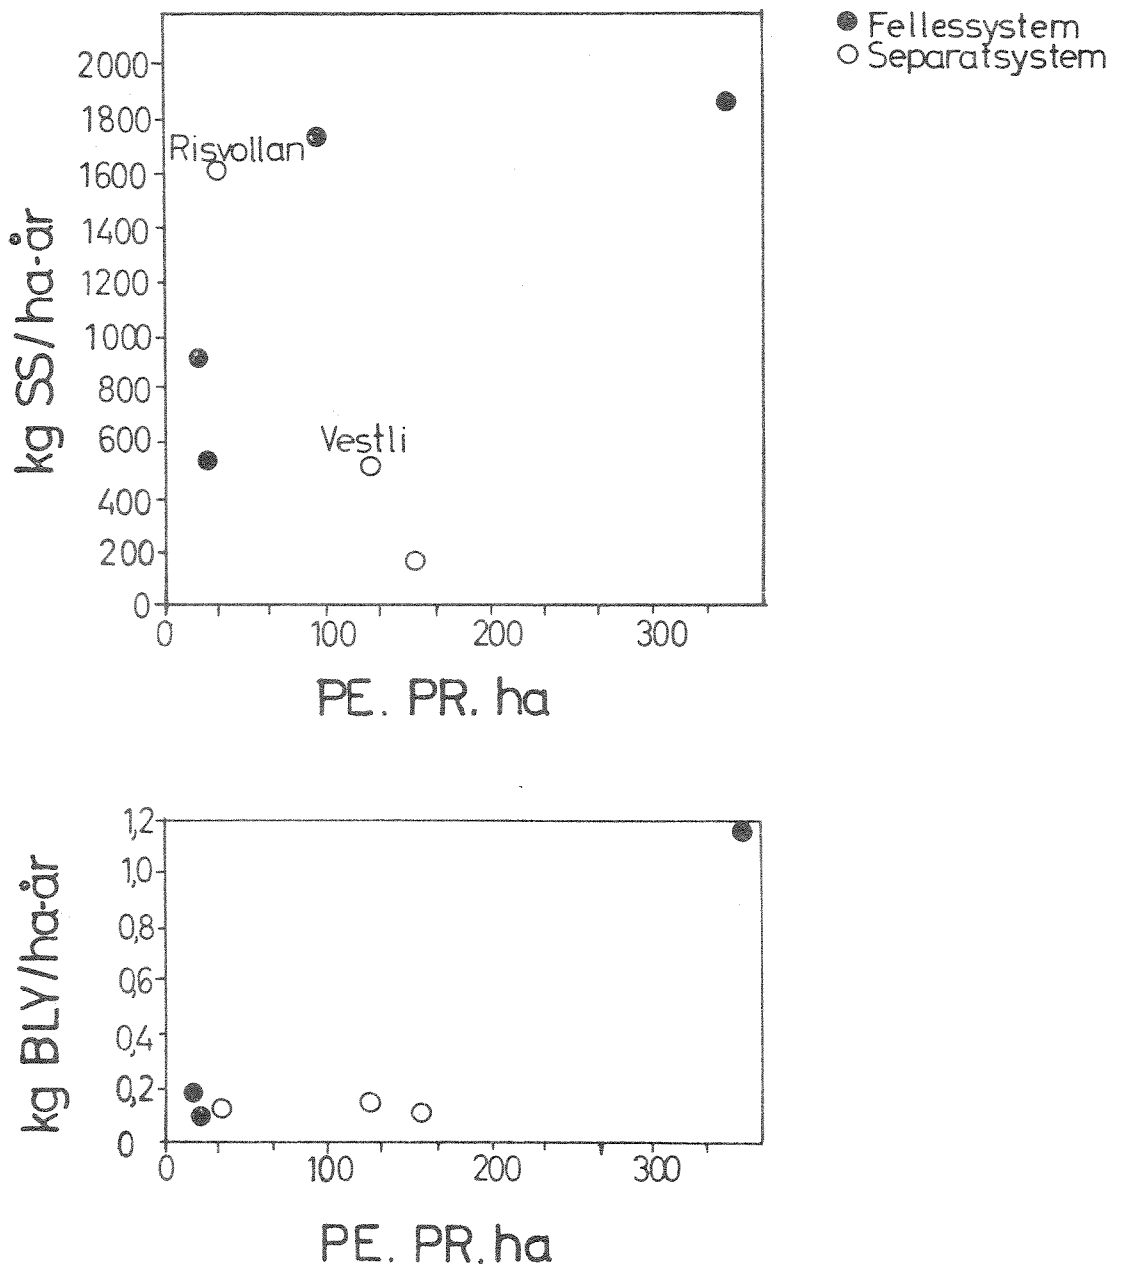 Fellessystem
Separatsystem
2000
1800
1600
1400
1200
1000
800
600
400
200
0
kg SS/ha-år
Risvollan
Vestli
0 100 200 300
PE. PR. ha
1,2
1,0
0,8
0,6
0,4
0,2
0
kg BLY/ha-år
0 100 200 300
PE. PR. ha